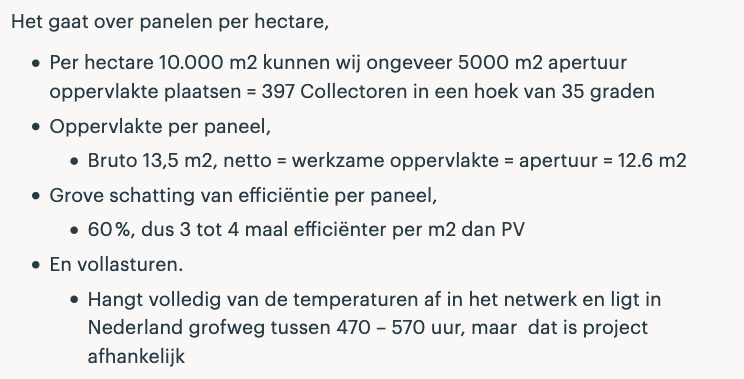 Het gaat over panelen per hectare,
• Per hectare 10.000 m2 kunnen wij ongeveer 5000 m2 apertuur
oppervlakte plaatsen = 397 Collectoren in een hoek van 35 graden
• Oppervlakte per paneel,
• Bruto 13,5 m2, netto = werkzame oppervlakte = apertuur = 12.6 m2
• Grove schatting van efficiëntie per paneel,
• 60%, dus 3 tot 4 maal efficiënter per m2 dan PV
• En vollasturen.
• Hangt volledig van de temperaturen af in het netwerk en ligt in
Nederland grofweg tussen 470 – 570 uur, maar  dat is project
afhankelijk